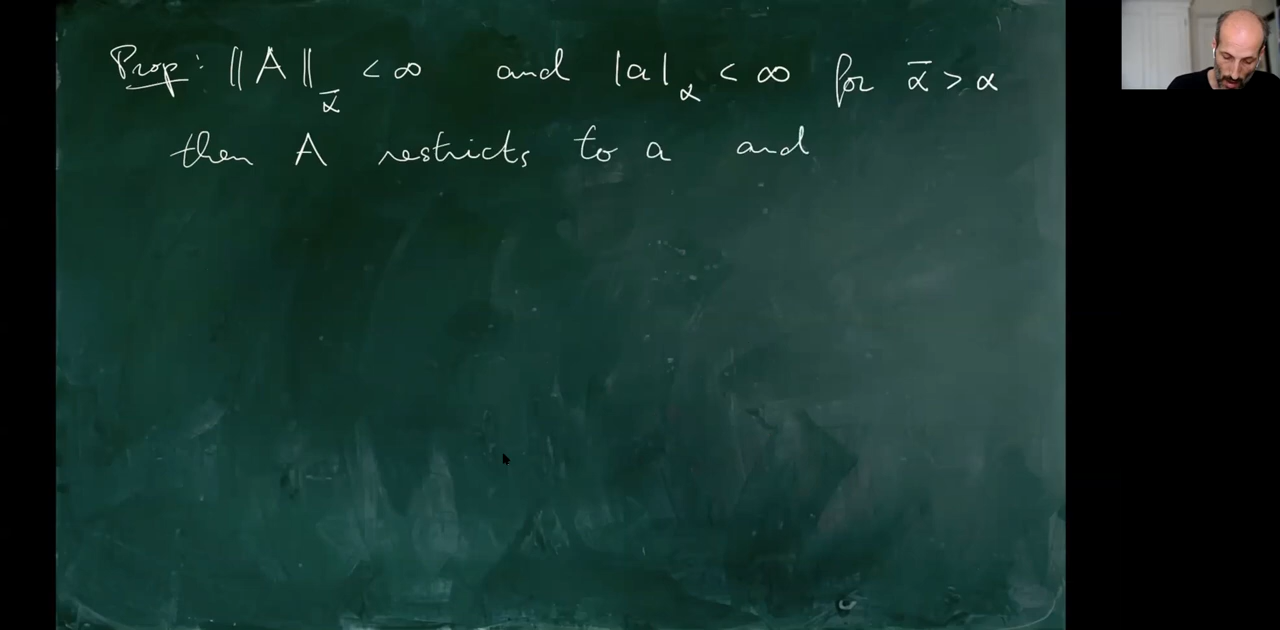 Prop: ‖A‖_ᾱ < ∞ and |a|_α < ∞ for ᾱ > α
then A restricts to a and